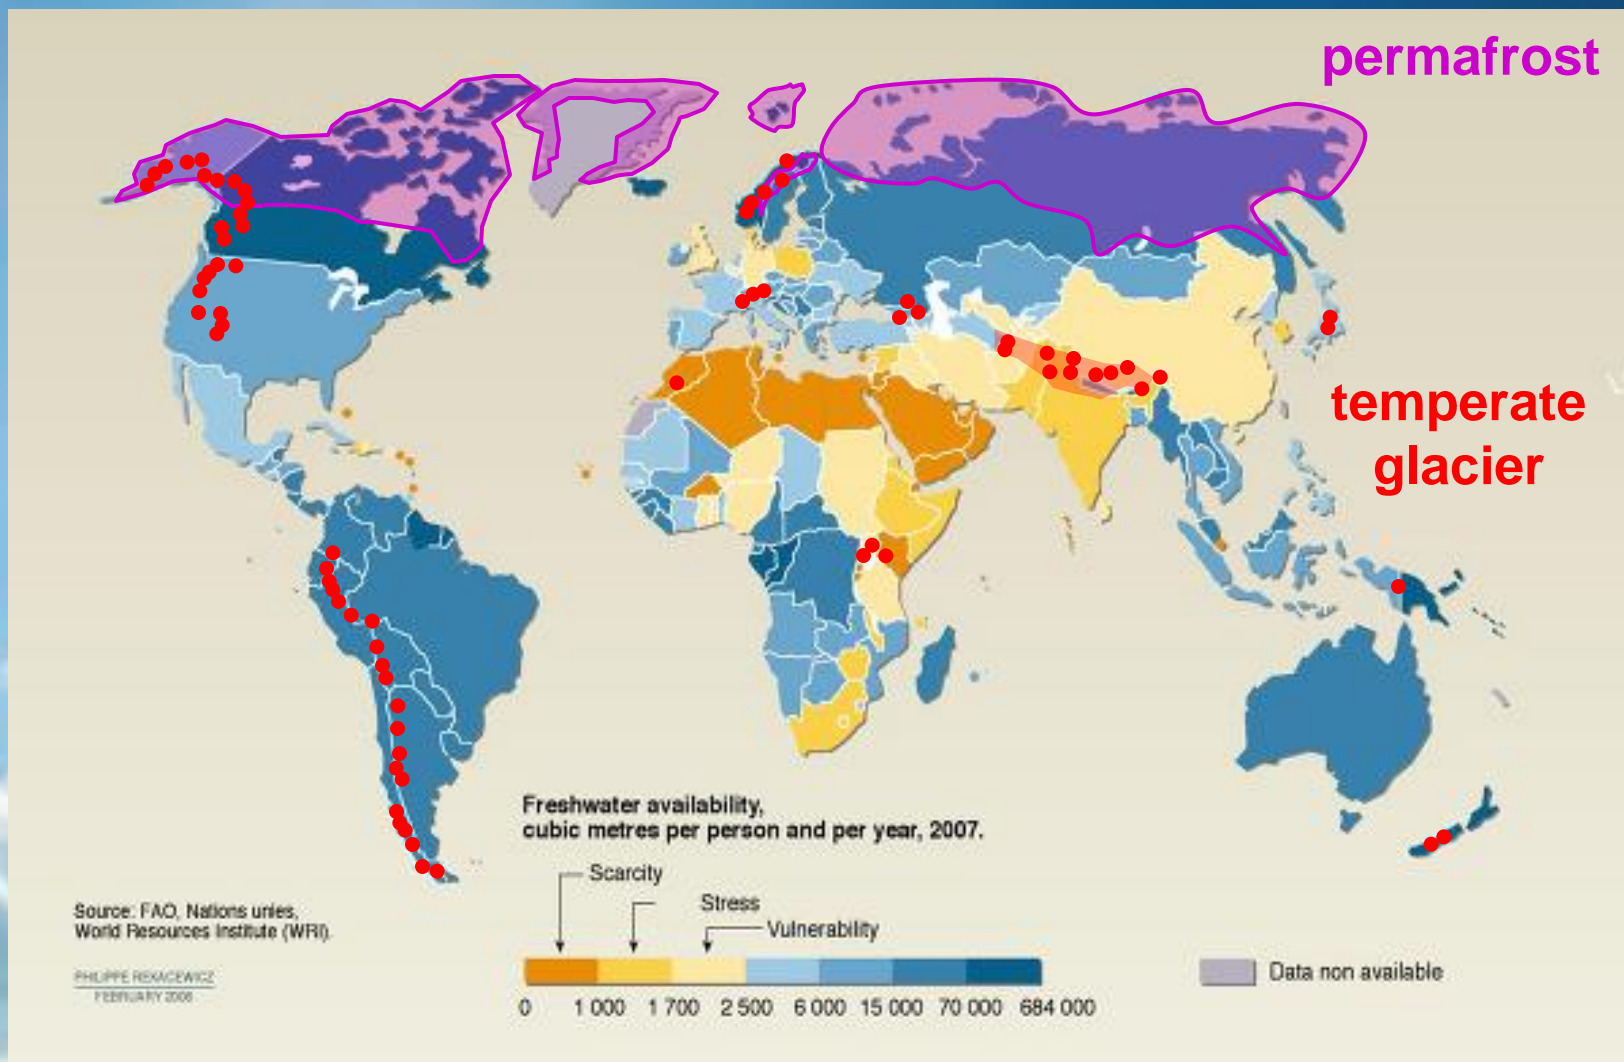 permafrost
temperate
glacier
Freshwater availability,
cubic metres per person and per year, 2007.
Scarcity
Stress
Vulnerability
0 1 000 1 700 2 500 6 000 15 000 70 000 684 000
Data non available
Source: FAO, Nations unies,
World Resources Institute (WRI).
PHILIPPE REKACEWICZ
FEBRUARY 2008